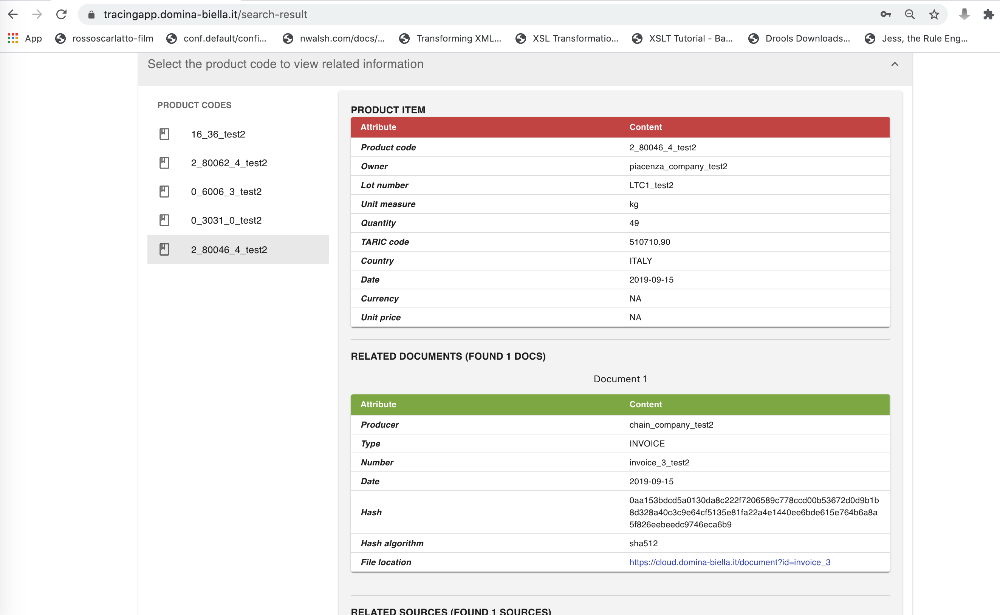 tracingapp.domina-biella.it/search-result
App rossoscarlatto-film conf.default/confi... nwalsh.com/docs/... Transforming XML... XSL Transformatio... XSLT Tutorial - Ba... Drools Downloads... Jess, the Rule Eng...
Select the product code to view related information
PRODUCT CODES
16_36_test2
2_80062_4_test2
0_6006_3_test2
0_3031_0_test2
2_80046_4_test2
PRODUCT ITEM
Attribute Content
Product code 2_80046_4_test2
Owner piacenza_company_test2
Lot number LTC1_test2
Unit measure kg
Quantity 49
TARIC code 510710.90
Country ITALY
Date 2019-09-15
Currency NA
Unit price NA
RELATED DOCUMENTS (FOUND 1 DOCS)
Document 1
Attribute Content
Producer chain_company_test2
Type INVOICE
Number invoice_3_test2
Date 2019-09-15
Hash 0aa153bdcd5a0130da8c222f7206589c778ccd00b53672d0d9b1b
8d328a40c3c9e64cf5135e81fa22a4e1440ee6bde615e764b6a8a
5f826eebeedc9746eca6b9
Hash algorithm sha512
File location https://cloud.domina-biella.it/document?id=invoice_3
RELATED SOURCES (FOUND 1 SOURCES)